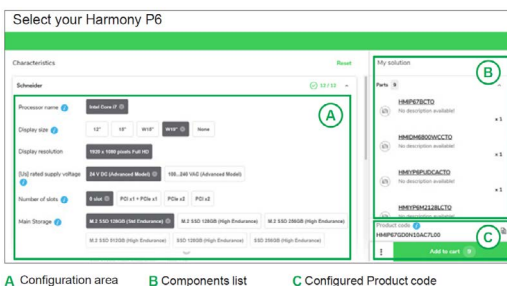 Select your Harmony P6
Characteristics
Reset
Schneider
13 / 13
Processor name
Intel Core i7
Display size
12"
15"
W15"
W19"
None
Display resolution
1920 x 1080 pixels Full HD
[Us] rated supply voltage
24 V DC (Advanced Model)
100...240 VAC (Advanced Model)
Number of slots
0 slot
PCI x1 + PCIe x1
PCIe x2
PCI x2
Main Storage
M.2 SSD 128GB (Std Endurance)
M.2 SSD 128GB (High Endurance)
M.2 SSD 256GB (High Endurance)
M.2 SSD 512GB (High Endurance)
SSD 128GB (High Endurance)
SSD 256GB (High Endurance)
A
My solution
B
Parts 9
HMIP67BCTO
No description available!
x 1
HMIDM6800WCCTO
No description available!
x 1
HMIYP6FUDCACTO
No description available!
x 1
HMIYP6M2128LCTO
No description available!
Product code
HMIP67GD6N10AC7L00
C
Add to cart 9
A Configuration area
B Components list
C Configured Product code